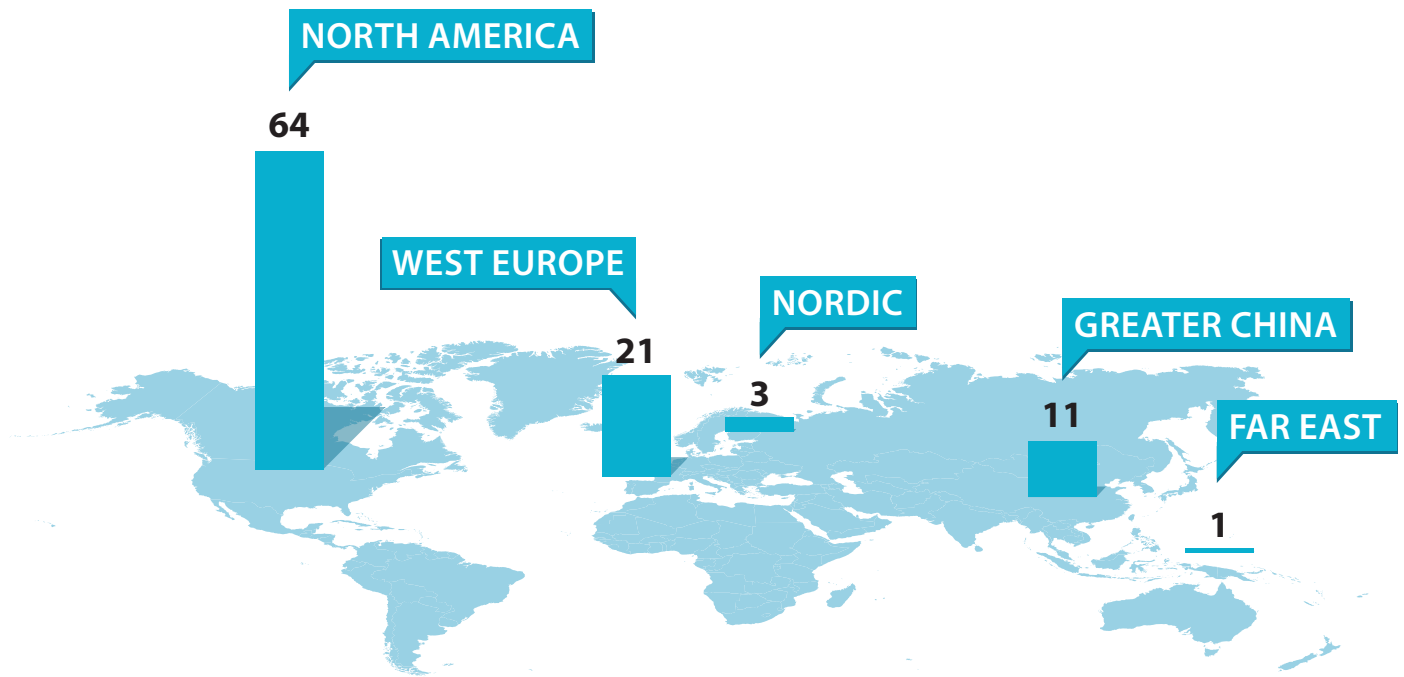 NORTH AMERICA
64
WEST EUROPE
21
NORDIC
3
GREATER CHINA
11
FAR EAST
1